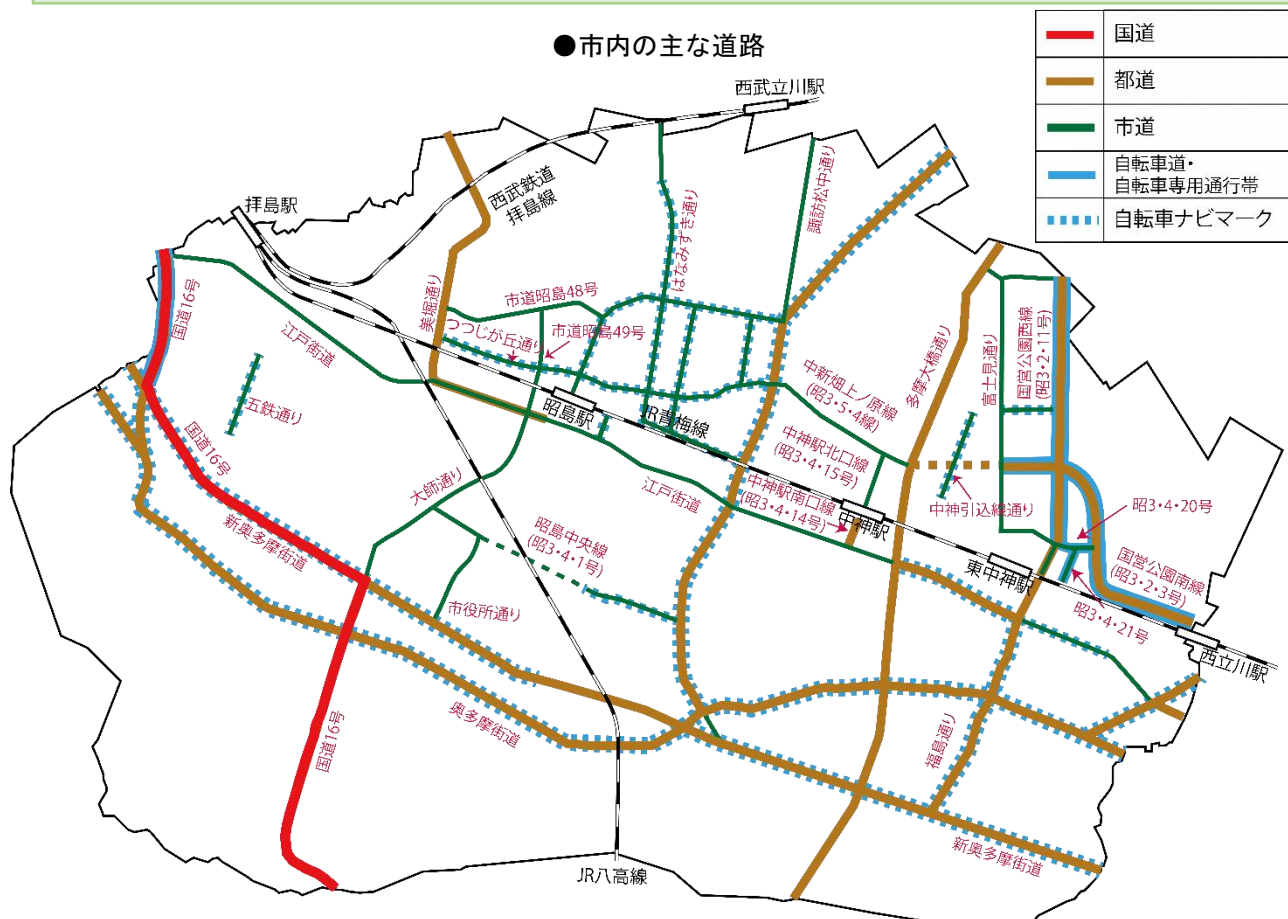 ●市内の主な道路
国道
都道
市道
自転車道・
自転車専用通行帯
自転車ナビマーク
西武立川駅
拝島駅
西武鉄道
拝島線
はなみずき通り
諏訪松中通り
国道16号
江戸街道
美堀通り
市道昭島48号
つつじが丘通り
市道昭島49号
五鉄通り
昭島駅
JR青梅線
中新畑上ノ原線
(昭3・5・4線)
多摩大橋通り
富士見通り
国営公園西線
(昭3・2・11号)
国道16号
大師通り
江戸街道
中神駅北口線
(昭3・4・15号)
中神駅南口線
(昭3・4・14号)
中神駅
中神引込線通り
昭3・4・20号
新奥多摩街道
昭島中央線
(昭3・4・1号)
東中神駅
国営公園南線
(昭3・2・3号)
市役所通り
昭3・4・21号
西立川駅
国道16号
奥多摩街道
福島通り
新奥多摩街道
JR八高線